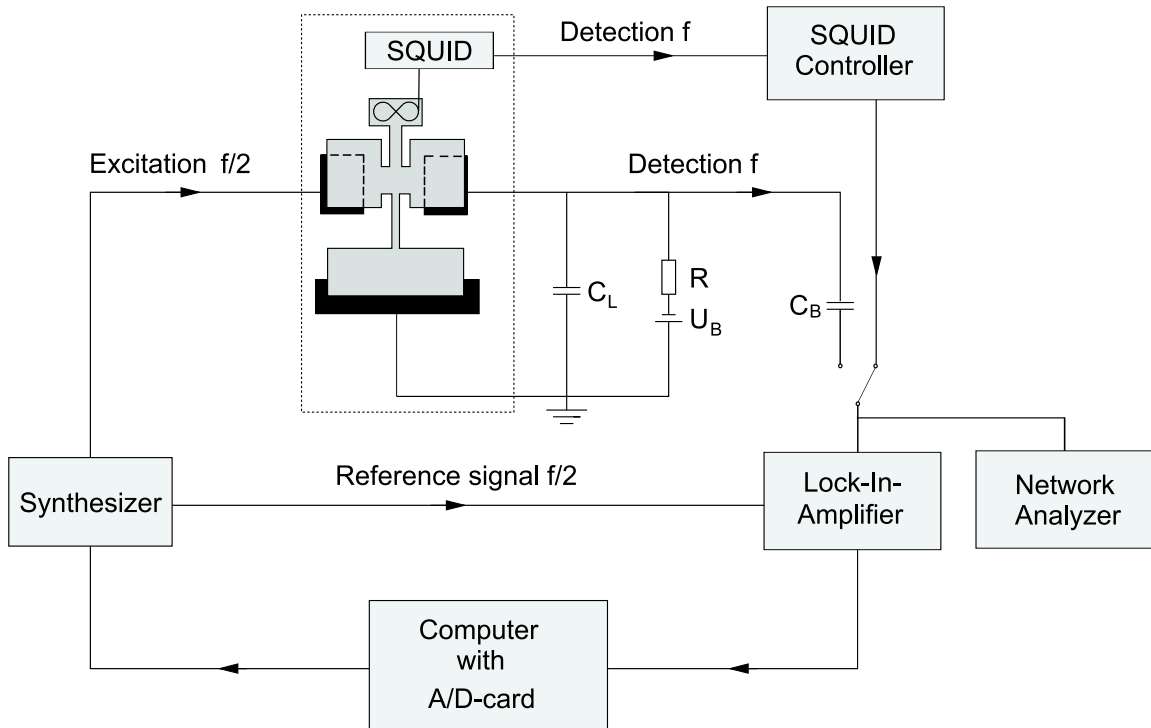 Detection f
SQUID
SQUID
Controller
Excitation f/2
Detection f
C_L
R
U_B
C_B
Synthesizer
Reference signal f/2
Lock-In-
Amplifier
Network
Analyzer
Computer
with
A/D-card